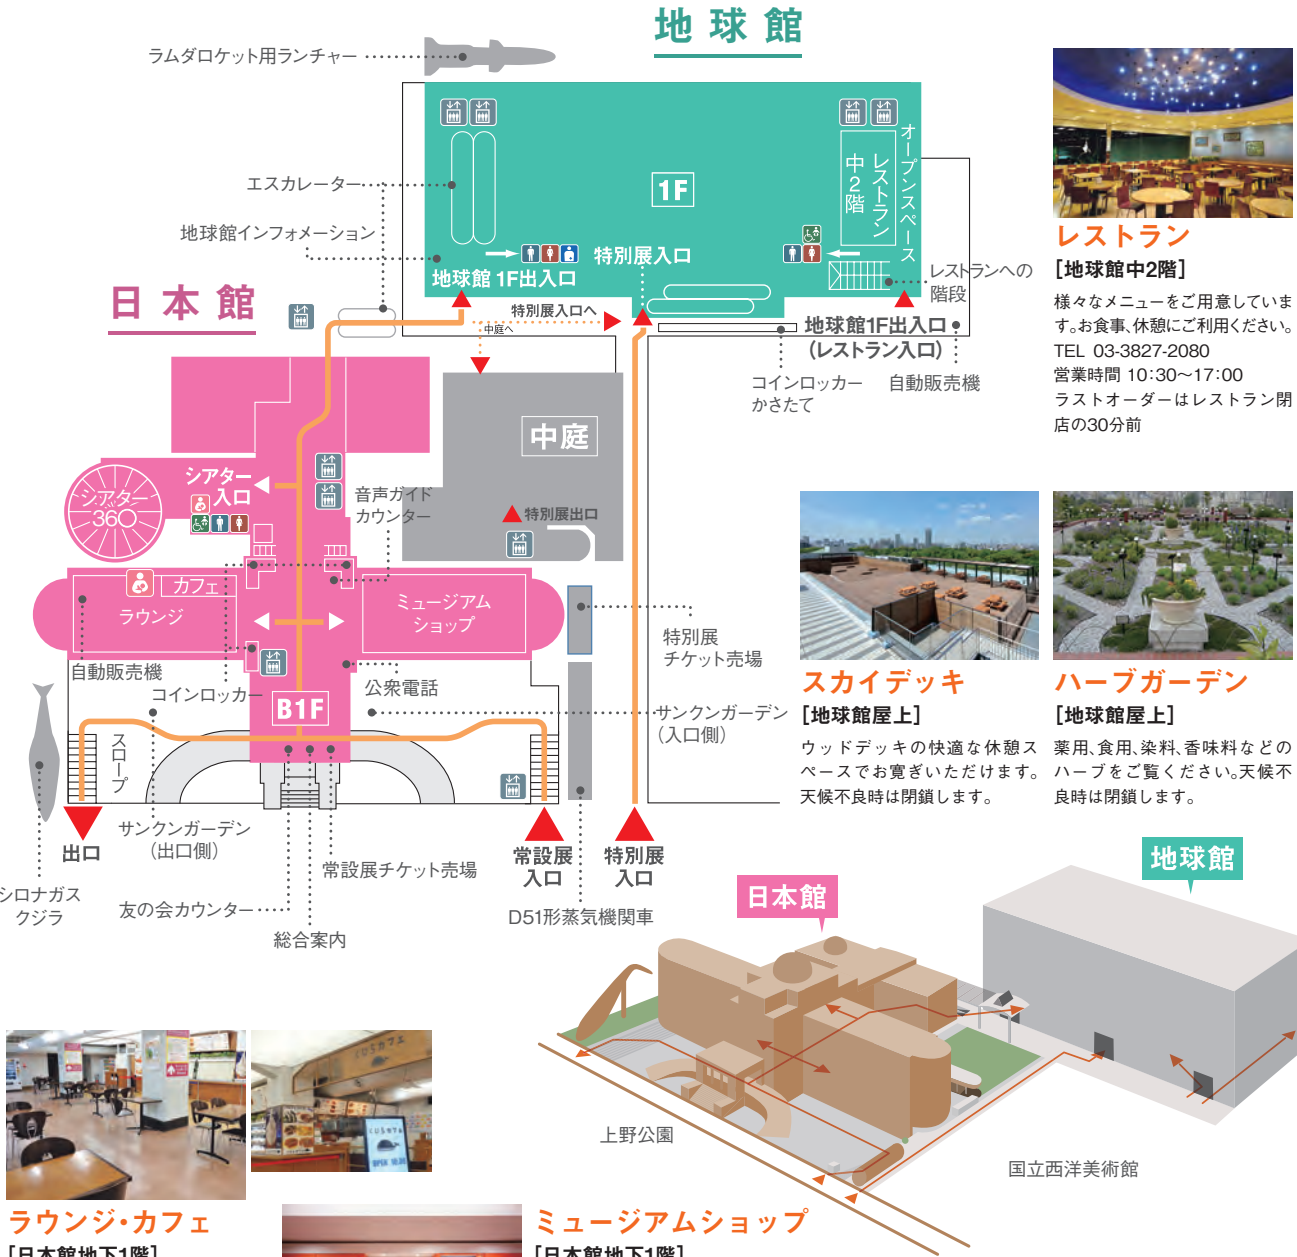 地球館
ラムダロケット用ランチャー
オープンスペース
レストラン
中2階
1F
エスカレーター
地球館インフォメーション
特別展入口
地球館 1F出入口
レストランへの
階段
日本館
特別展入口へ
中庭へ
地球館1F出入口
(レストラン入口)
コインロッカー
かさたて
自動販売機
中庭
シアター
入口
シアター
36○
音声ガイド
カウンター
特別展出口
カフェ
ラウンジ
ミュージアム
ショップ
特別展
チケット売場
自動販売機
コインロッカー
公衆電話
B1F
サンクンガーデン
(入口側)
スロープ
出口
サンクンガーデン
(出口側)
常設展チケット売場
常設展
入口
特別展
入口
シロナガス
クジラ
友の会カウンター
総合案内
D51形蒸気機関車
レストラン
[地球館中2階]
様々なメニューをご用意していま
す。お食事、休憩にご利用ください。
TEL 03-3827-2080
営業時間 10:30〜17:00
ラストオーダーはレストラン閉
店の30分前
スカイデッキ
[地球館屋上]
ウッドデッキの快適な休憩ス
ペースでお寛ぎいただけます。
天候不良時は閉鎖します。
ハーブガーデン
[地球館屋上]
薬用、食用、染料、香味料などの
ハーブをご覧ください。天候不
良時は閉鎖します。
日本館
地球館
上野公園
国立西洋美術館
くじらカフェ
ラウンジ・カフェ
[日本館地下1階]
ミュージアムショップ
[日本館地下1階]